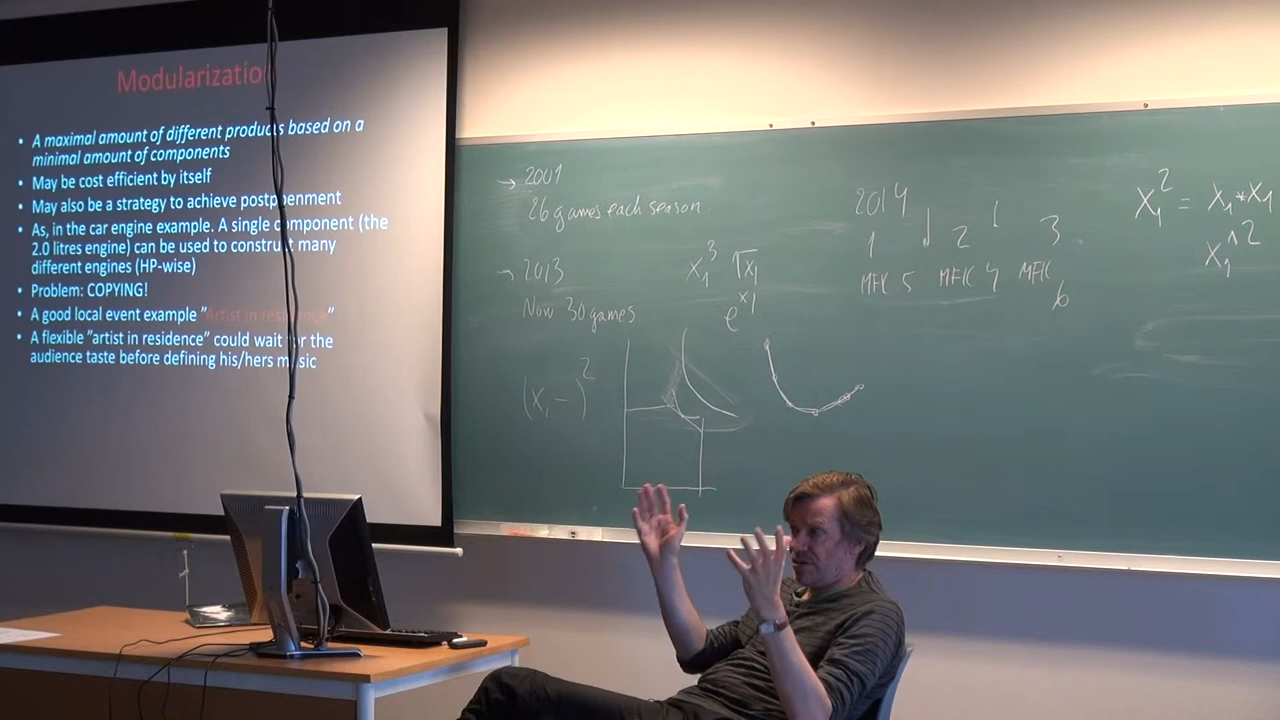 Modularization
• A maximal amount of different products based on a
minimal amount of components
• May be cost efficient by itself
• May also be a strategy to achieve postponement
• As, in the car engine example. A single component (the
2.0 litres engine) can be used to construct many
different engines (HP-wise)
• Problem: COPYING!
• A good local event example "Artist in residence"
• A flexible "artist in residence" could wait for the
audience taste before defining his/hers music
→ 2001
26 games each season
→ 2013
Now 30 games
(x₁ -)²
x₁³ √x₁
e^x₁
2014
1 2 3
MFK 5 MFK 4 MFK
6
x₁² = x₁*x₁
x₁^2